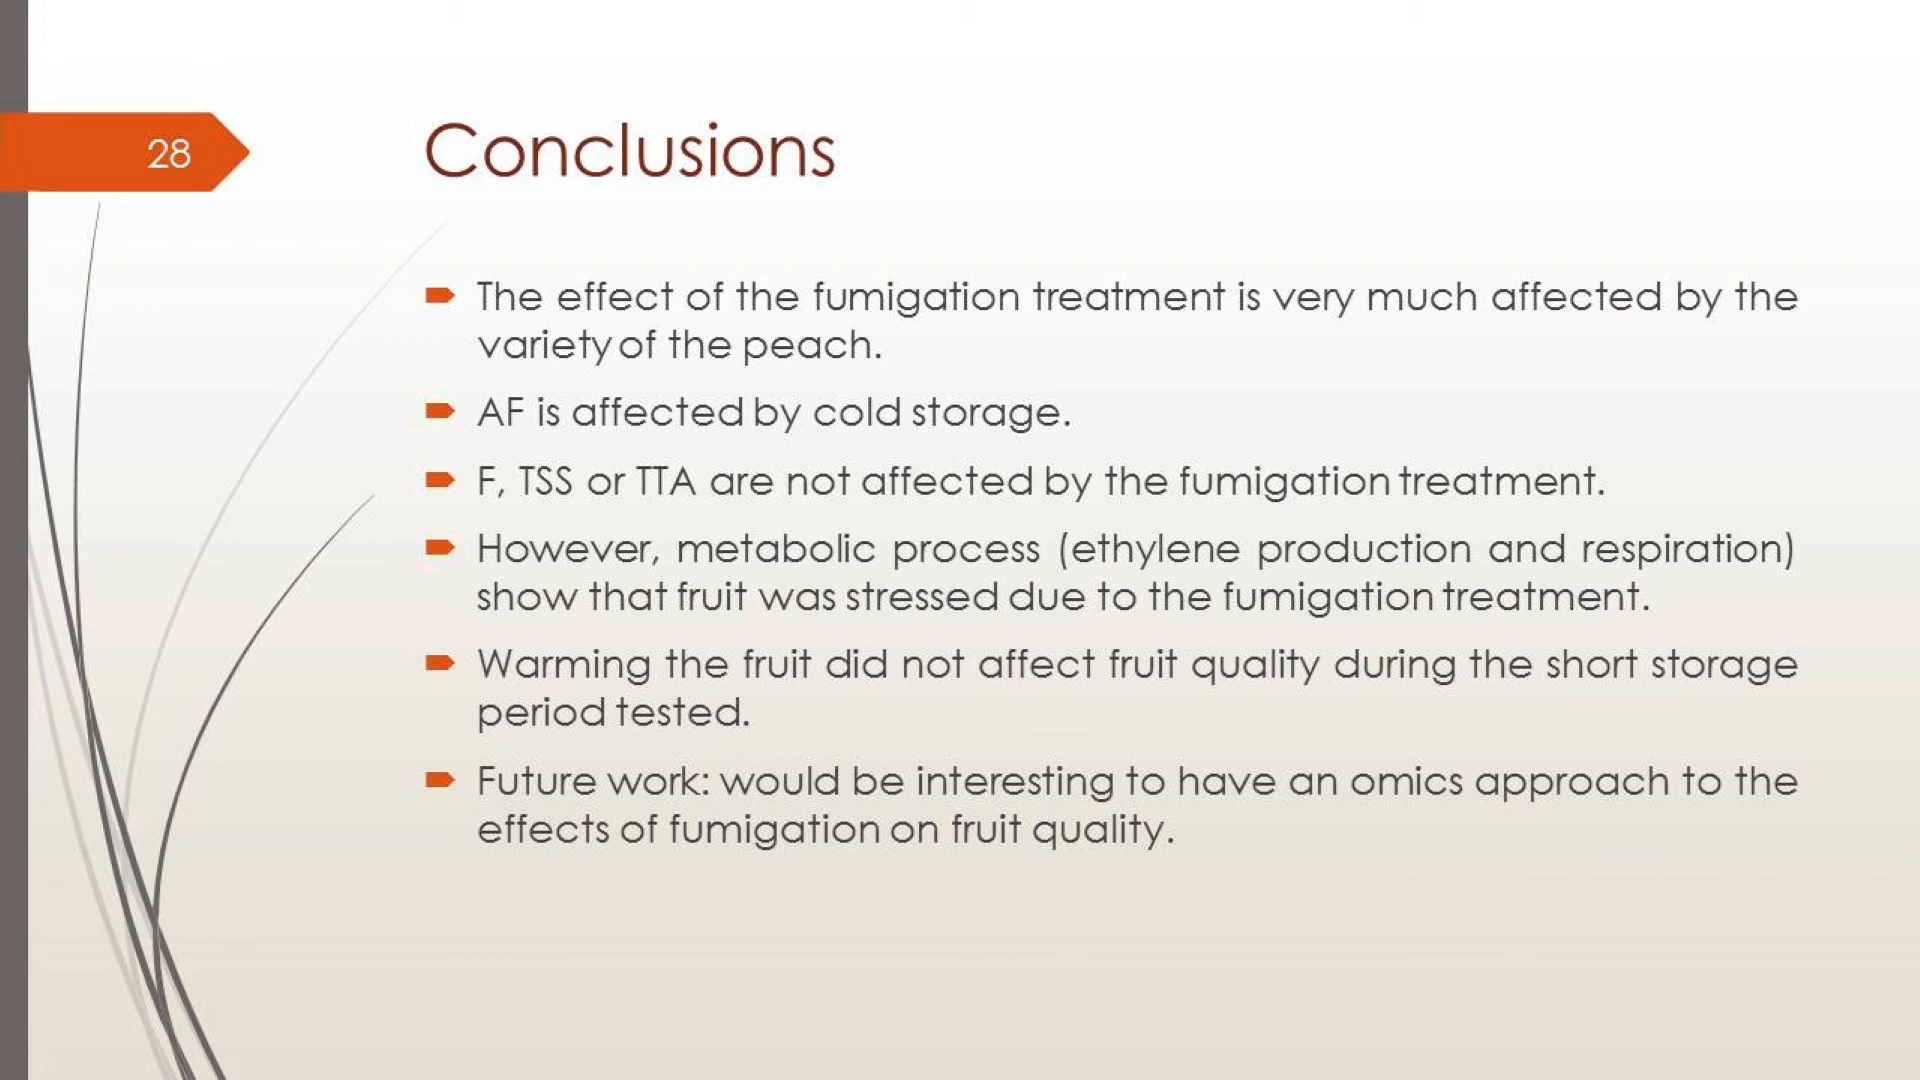 28
Conclusions
The effect of the fumigation treatment is very much affected by the
variety of the peach.
AF is affected by cold storage.
F, TSS or TTA are not affected by the fumigation treatment.
However, metabolic process (ethylene production and respiration)
show that fruit was stressed due to the fumigation treatment.
Warming the fruit did not affect fruit quality during the short storage
period tested.
Future work: would be interesting to have an omics approach to the
effects of fumigation on fruit quality.